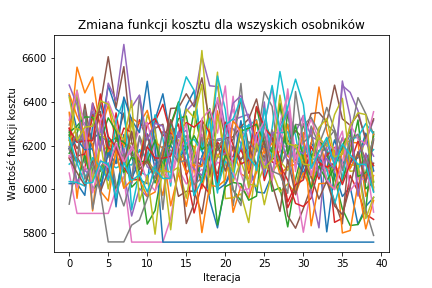 Zmiana funkcji kosztu dla wszyskich osobników
Wartość funkcji kosztu
6600
6400
6200
6000
5800
0 5 10 15 20 25 30 35 40
Iteracja